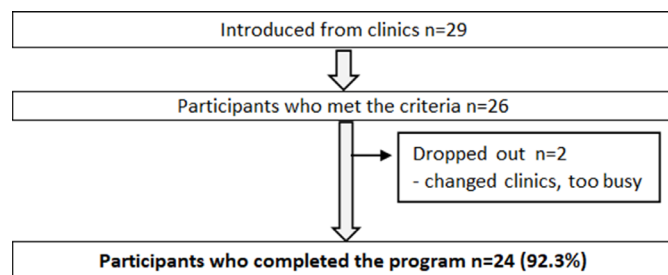 Introduced from clinics n=29
Participants who met the criteria n=26
Dropped out n=2
- changed clinics, too busy
Participants who completed the program n=24 (92.3%)